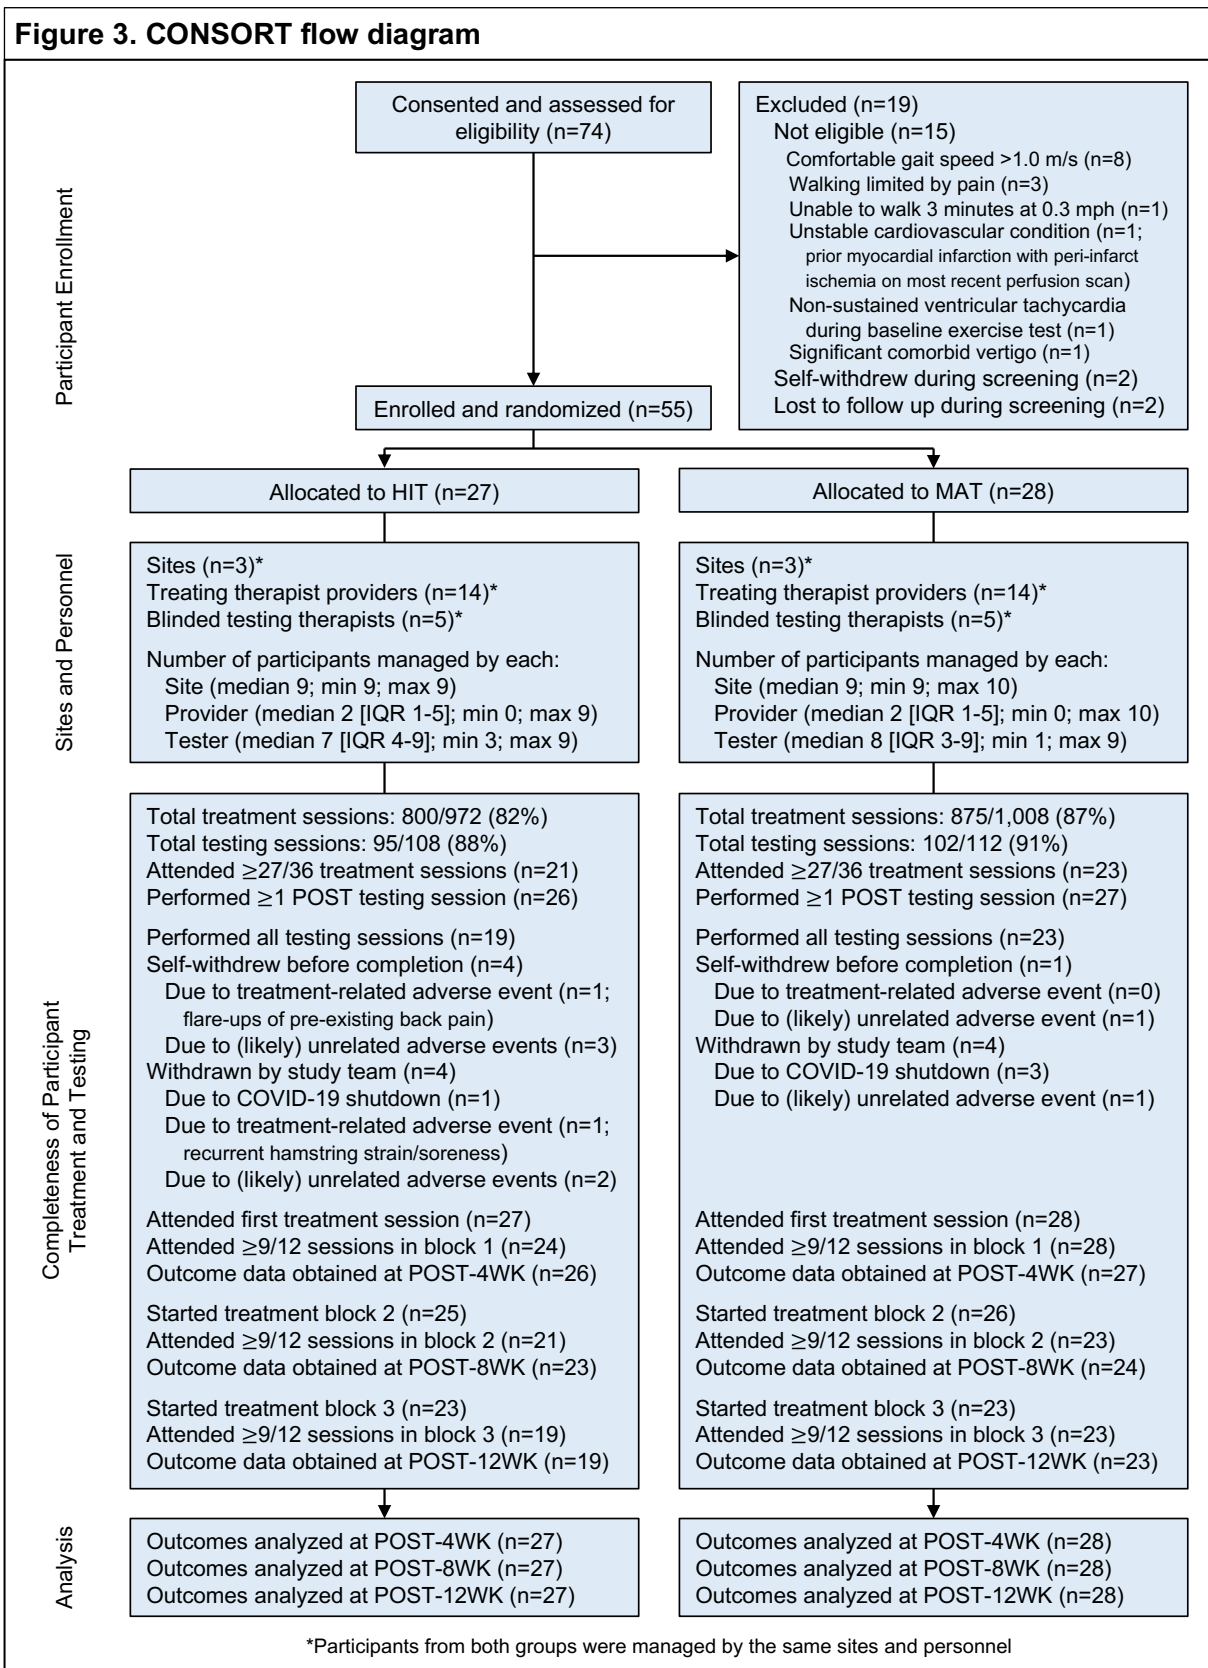 Figure 3. CONSORT flow diagram
Participant Enrollment
Consented and assessed for
eligibility (n=74)
Excluded (n=19)
Not eligible (n=15)
Comfortable gait speed >1.0 m/s (n=8)
Walking limited by pain (n=3)
Unable to walk 3 minutes at 0.3 mph (n=1)
Unstable cardiovascular condition (n=1;
prior myocardial infarction with peri-infarct
ischemia on most recent perfusion scan)
Non-sustained ventricular tachycardia
during baseline exercise test (n=1)
Significant comorbid vertigo (n=1)
Self-withdrew during screening (n=2)
Lost to follow up during screening (n=2)
Enrolled and randomized (n=55)
Allocated to HIT (n=27)
Allocated to MAT (n=28)
Sites and Personnel
Sites (n=3)*
Treating therapist providers (n=14)*
Blinded testing therapists (n=5)*
Number of participants managed by each:
Site (median 9; min 9; max 9)
Provider (median 2 [IQR 1-5]; min 0; max 9)
Tester (median 7 [IQR 4-9]; min 3; max 9)
Sites (n=3)*
Treating therapist providers (n=14)*
Blinded testing therapists (n=5)*
Number of participants managed by each:
Site (median 9; min 9; max 10)
Provider (median 2 [IQR 1-5]; min 0; max 10)
Tester (median 8 [IQR 3-9]; min 1; max 9)
Completeness of Participant
Treatment and Testing
Total treatment sessions: 800/972 (82%)
Total testing sessions: 95/108 (88%)
Attended ≥27/36 treatment sessions (n=21)
Performed ≥1 POST testing session (n=26)
Performed all testing sessions (n=19)
Self-withdrew before completion (n=4)
Due to treatment-related adverse event (n=1;
flare-ups of pre-existing back pain)
Due to (likely) unrelated adverse events (n=3)
Withdrawn by study team (n=4)
Due to COVID-19 shutdown (n=1)
Due to treatment-related adverse event (n=1;
recurrent hamstring strain/soreness)
Due to (likely) unrelated adverse events (n=2)
Attended first treatment session (n=27)
Attended ≥9/12 sessions in block 1 (n=24)
Outcome data obtained at POST-4WK (n=26)
Started treatment block 2 (n=25)
Attended ≥9/12 sessions in block 2 (n=21)
Outcome data obtained at POST-8WK (n=23)
Started treatment block 3 (n=23)
Attended ≥9/12 sessions in block 3 (n=19)
Outcome data obtained at POST-12WK (n=19)
Total treatment sessions: 875/1,008 (87%)
Total testing sessions: 102/112 (91%)
Attended ≥27/36 treatment sessions (n=23)
Performed ≥1 POST testing session (n=27)
Performed all testing sessions (n=23)
Self-withdrew before completion (n=1)
Due to treatment-related adverse event (n=0)
Due to (likely) unrelated adverse event (n=1)
Withdrawn by study team (n=4)
Due to COVID-19 shutdown (n=3)
Due to (likely) unrelated adverse event (n=1)
Attended first treatment session (n=28)
Attended ≥9/12 sessions in block 1 (n=28)
Outcome data obtained at POST-4WK (n=27)
Started treatment block 2 (n=26)
Attended ≥9/12 sessions in block 2 (n=23)
Outcome data obtained at POST-8WK (n=24)
Started treatment block 3 (n=23)
Attended ≥9/12 sessions in block 3 (n=23)
Outcome data obtained at POST-12WK (n=23)
Analysis
Outcomes analyzed at POST-4WK (n=27)
Outcomes analyzed at POST-8WK (n=27)
Outcomes analyzed at POST-12WK (n=27)
Outcomes analyzed at POST-4WK (n=28)
Outcomes analyzed at POST-8WK (n=28)
Outcomes analyzed at POST-12WK (n=28)
*Participants from both groups were managed by the same sites and personnel